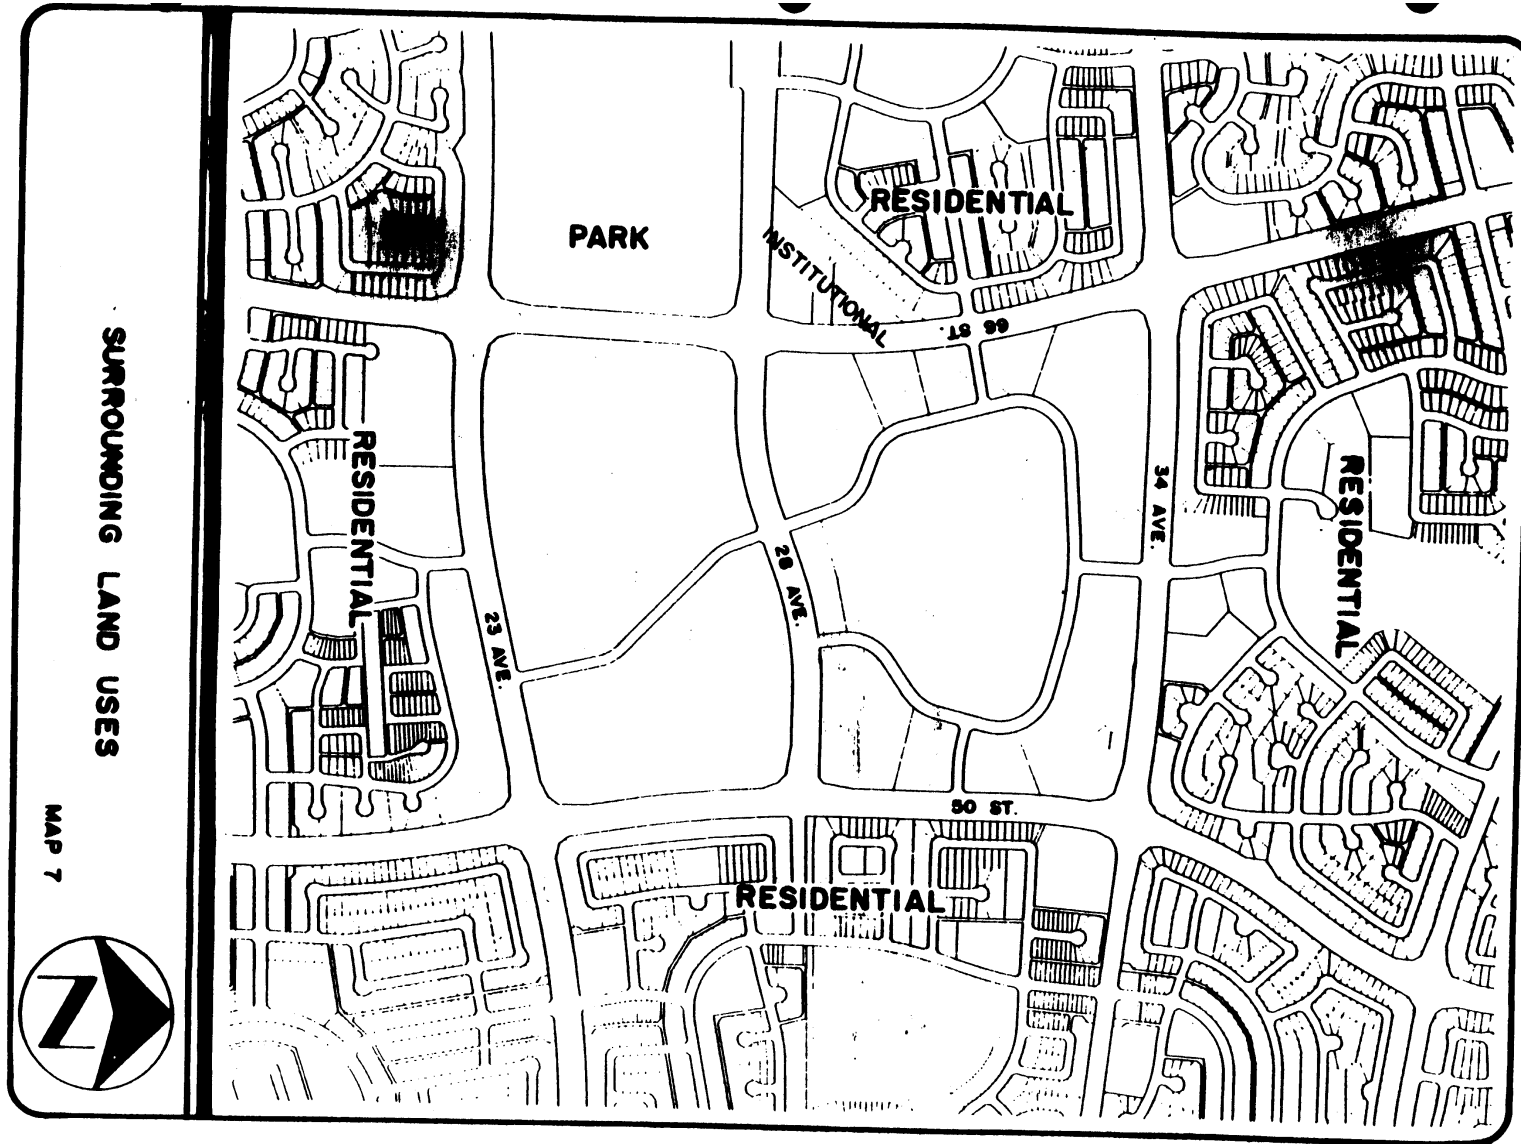 PARK
RESIDENTIAL
INSTITUTIONAL
66 ST.
RESIDENTIAL
34 AVE.
RESIDENTIAL
28 AVE.
23 AVE.
50 ST.
RESIDENTIAL
SURROUNDING LAND USES
MAP 7
N